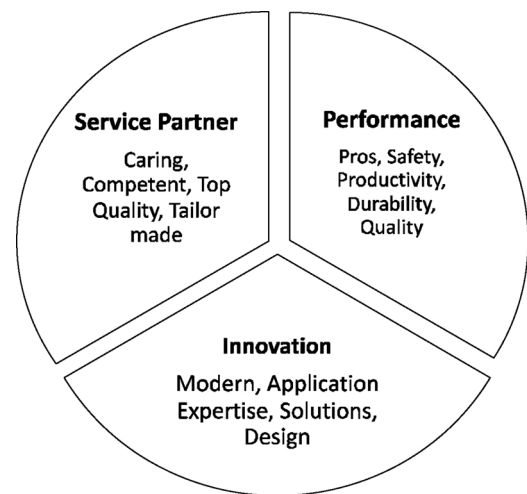 Service Partner
Caring,
Competent, Top
Quality, Tailor
made
Performance
Pros, Safety,
Productivity,
Durability,
Quality
Innovation
Modern, Application
Expertise, Solutions,
Design